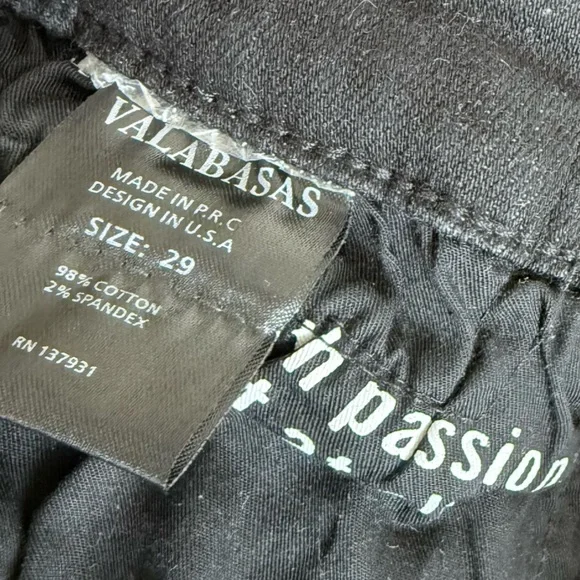 VALABASAS
MADE IN P.R.C
DESIGN IN U.S.A
SIZE: 29
98% COTTON
2% SPANDEX
RN 137931
passion